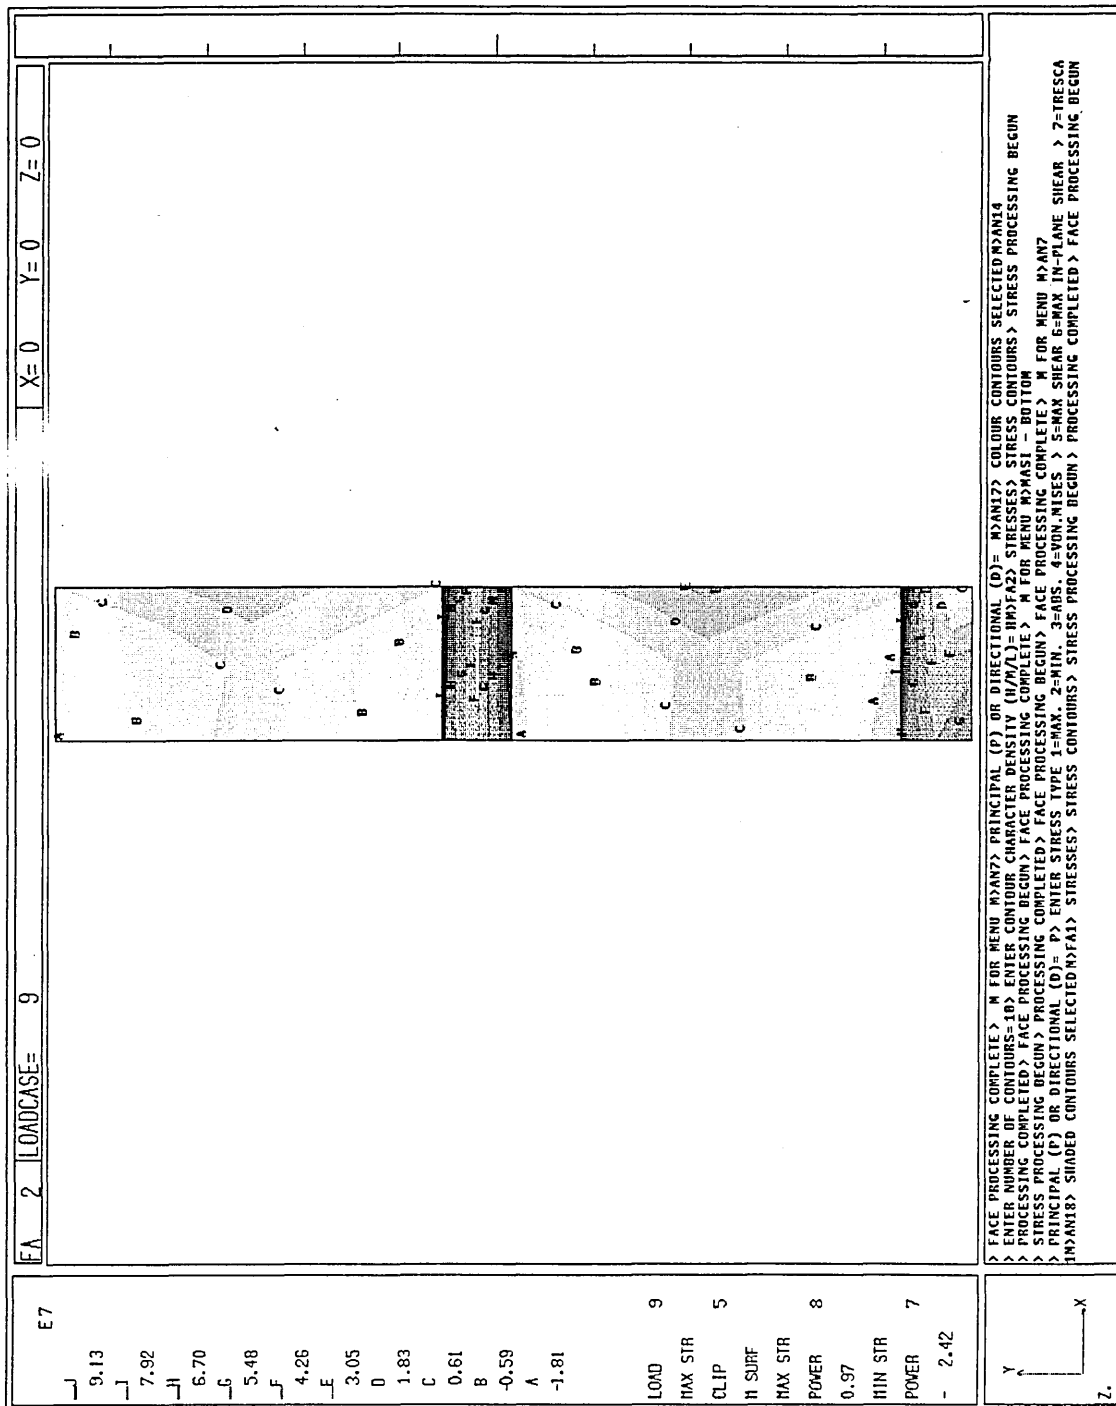 FA 2 LOADCASE= 9 X= 0 Y= 0 Z= 0
E7
J
9.13
I
7.92
H
6.70
G
5.48
F
4.26
E
3.05
D
1.83
C
0.61
B
-0.59
A
-1.81
LOAD 9
MAX STR
CLIP 5
M SURF
MAX STR
POWER 8
0.97
MIN STR
POWER 7
- 2.42
Y
X
Z.
> FACE PROCESSING COMPLETE> M FOR MENU M>AN7> PRINCIPAL (P) OR DIRECTIONAL (D)= M>AN17> COLOUR CONTOURS SELECTED M>AN14
> ENTER NUMBER OF CONTOURS=10> ENTER CONTOUR CHARACTER DENSITY (H/M/L)= HM>FA2> STRESSES> STRESS CONTOURS> STRESS PROCESSING BEGUN
> PROCESSING COMPLETED> FACE PROCESSING BEGUN> FACE PROCESSING COMPLETE> M FOR MENU M>MASI - BOTTOM
> STRESS PROCESSING BEGUN> PROCESSING COMPLETED> FACE PROCESSING BEGUN> FACE PROCESSING COMPLETE> M FOR MENU M>AN7
> PRINCIPAL (P) OR DIRECTIONAL (D)= P> ENTER STRESS TYPE 1=MAX. 2=MIN. 3=ABS. 4=VON.MISES > 5=MAX SHEAR 6=MAX IN-PLANE SHEAR > 7=TRESCA
1M>AN18> SHADED CONTOURS SELECTED M>FA1> STRESSES> STRESS CONTOURS> STRESS PROCESSING BEGUN> PROCESSING COMPLETED> FACE PROCESSING BEGUN